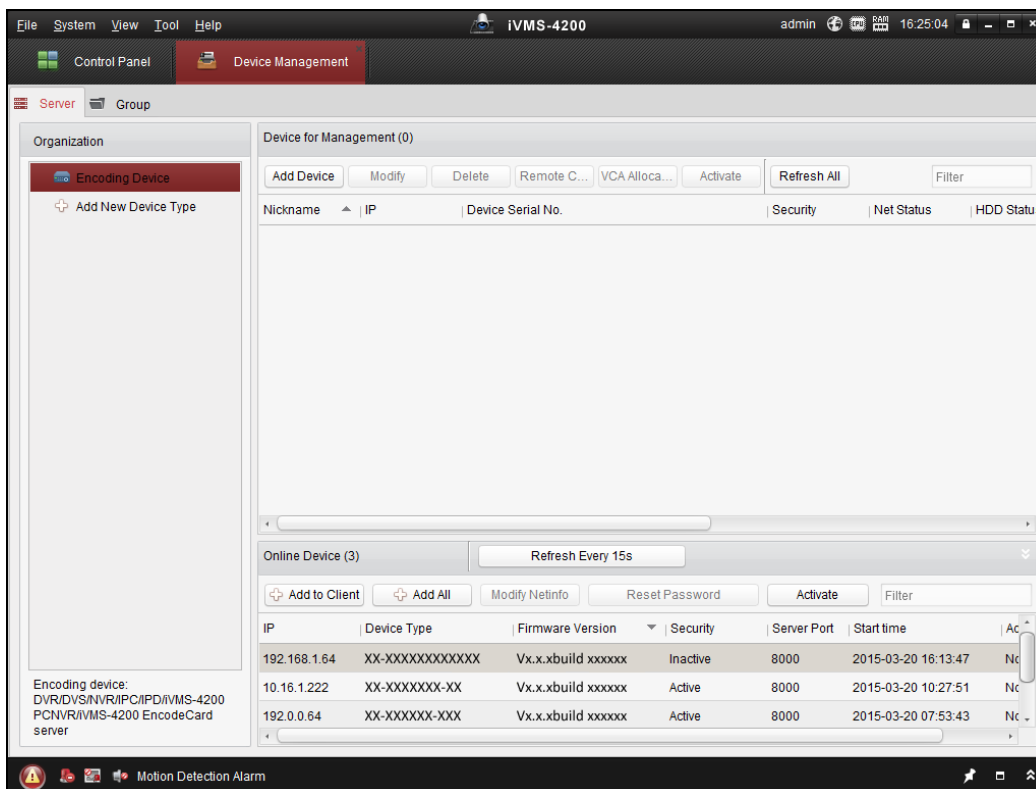 File System View Tool Help iVMS-4200 admin CPU RAM 16:25:04
Control Panel Device Management
Server Group
Organization
Encoding Device
Add New Device Type
Encoding device:
DVR/DVS/NVR/IPC/IPD/iVMS-4200
PCNVR/iVMS-4200 EncodeCard
server
Device for Management (0)
Add Device Modify Delete Remote C... VCA Alloca... Activate Refresh All Filter
Nickname IP Device Serial No. Security Net Status HDD Statu
Online Device (3) Refresh Every 15s
Add to Client Add All Modify Netinfo Reset Password Activate Filter
IP Device Type Firmware Version Security Server Port Start time Ac
192.168.1.64 XX-XXXXXXXXXXXX Vx.x.xbuild xxxxxx Inactive 8000 2015-03-20 16:13:47 No
10.16.1.222 XX-XXXXXXX-XX Vx.x.xbuild xxxxxx Active 8000 2015-03-20 10:27:51 No
192.0.0.64 XX-XXXXXX-XXX Vx.x.xbuild xxxxxx Active 8000 2015-03-20 07:53:43 No
Motion Detection Alarm